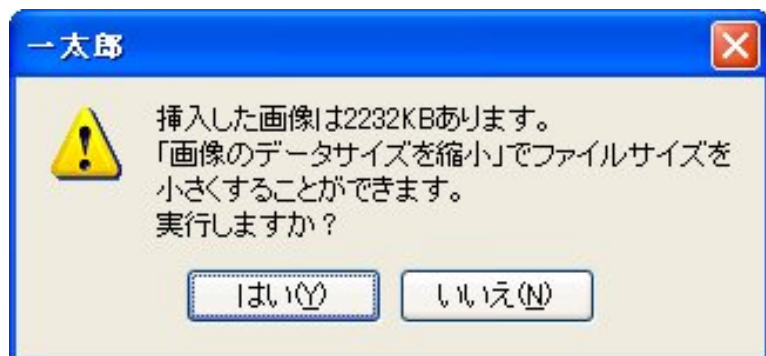 一太郎
挿入した画像は2232KBあります。
「画像のデータサイズを縮小」でファイルサイズを
小さくすることができます。
実行しますか？
はい(Y)
いいえ(N)